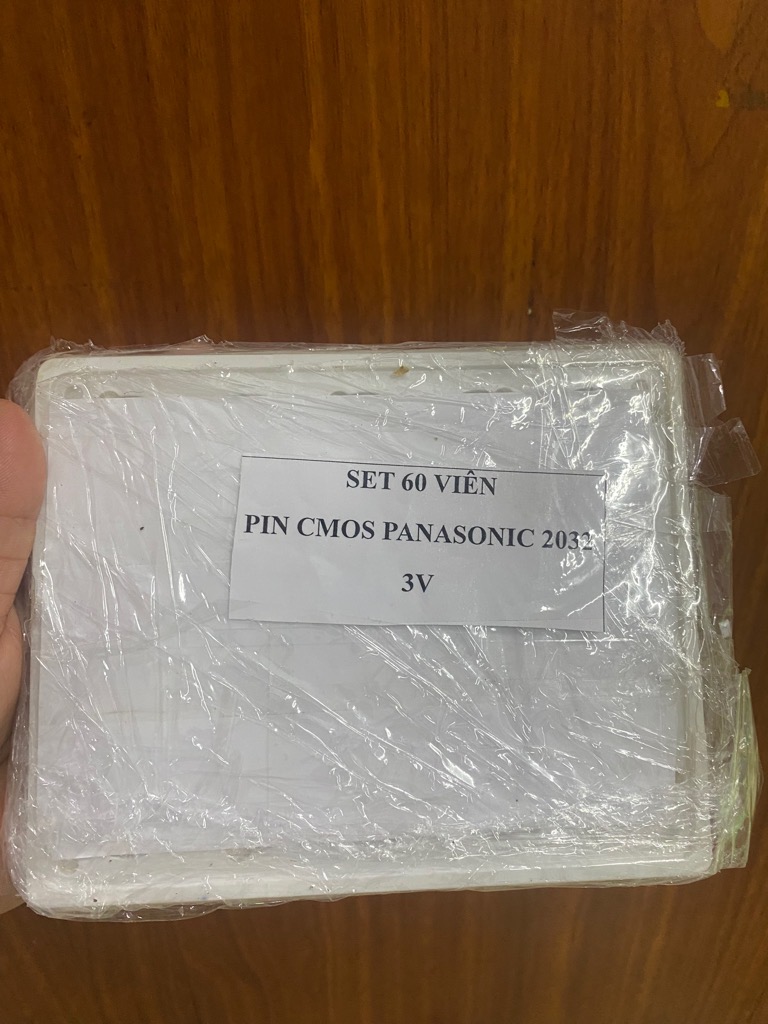 SET 60 VIÊN
PIN CMOS PANASONIC 2032
3V